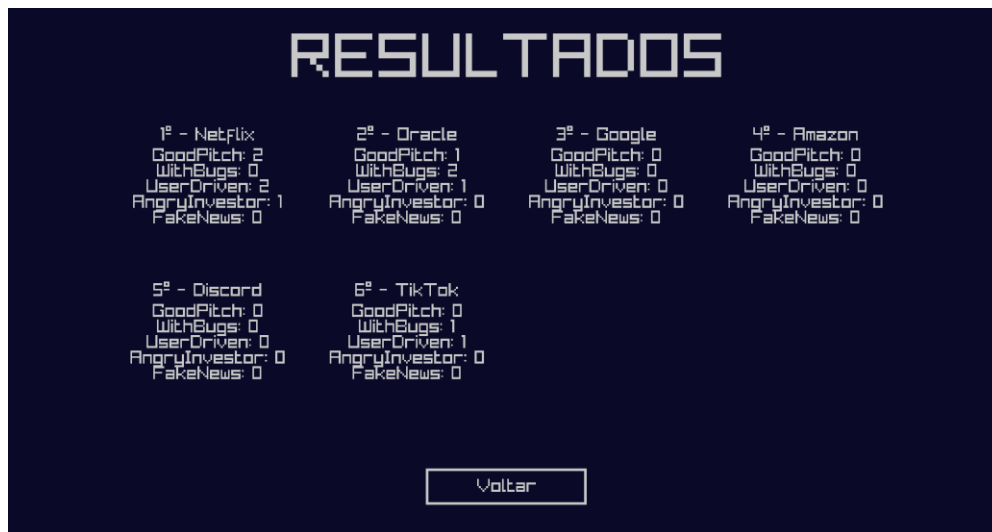 RESULTADOS
1º - Netflix
GoodPitch: 2
WithBugs: 0
UserDriven: 2
AngryInvestor: 1
FakeNews: 0
2º - Oracle
GoodPitch: 1
WithBugs: 2
UserDriven: 1
AngryInvestor: 0
FakeNews: 0
3º - Google
GoodPitch: 0
WithBugs: 0
UserDriven: 0
AngryInvestor: 0
FakeNews: 0
4º - Amazon
GoodPitch: 0
WithBugs: 0
UserDriven: 0
AngryInvestor: 0
FakeNews: 0
5º - Discord
GoodPitch: 0
WithBugs: 0
UserDriven: 0
AngryInvestor: 0
FakeNews: 0
6º - TikTok
GoodPitch: 0
WithBugs: 1
UserDriven: 1
AngryInvestor: 0
FakeNews: 0
Voltar